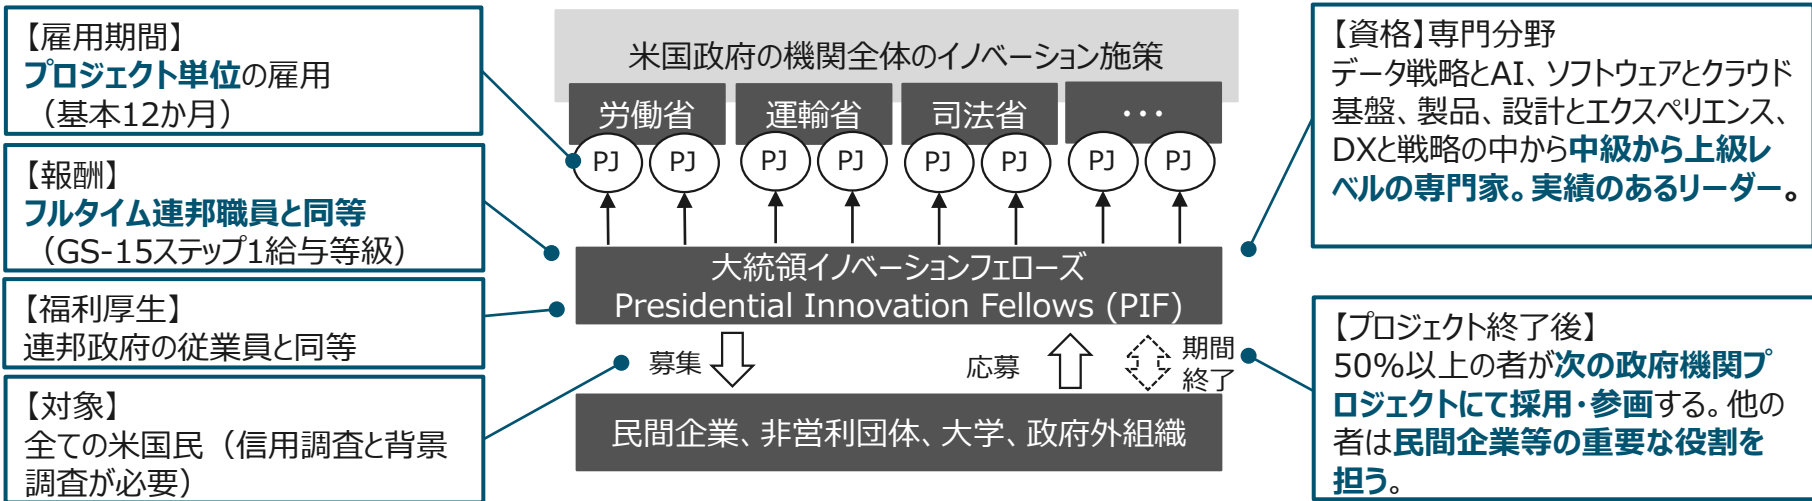 【雇用期間】
プロジェクト単位の雇用
（基本12か月）
【報酬】
フルタイム連邦職員と同等
（GS-15ステップ1給与等級）
【福利厚生】
連邦政府の従業員と同等
【対象】
全ての米国民（信用調査と背景
調査が必要）
米国政府の機関全体のイノベーション施策
労働省 運輸省 司法省 ・・・
PJ PJ PJ PJ PJ PJ PJ PJ
大統領イノベーションフェローズ
Presidential Innovation Fellows (PIF)
募集 応募 期間
終了
民間企業、非営利団体、大学、政府外組織
【資格】専門分野
データ戦略とAI、ソフトウェアとクラウド
基盤、製品、設計とエクスペリエンス、
DXと戦略の中から中級から上級レ
ベルの専門家。実績のあるリーダー。
【プロジェクト終了後】
50%以上の者が次の政府機関プ
ロジェクトにて採用・参画する。他の
者は民間企業等の重要な役割を
担う。